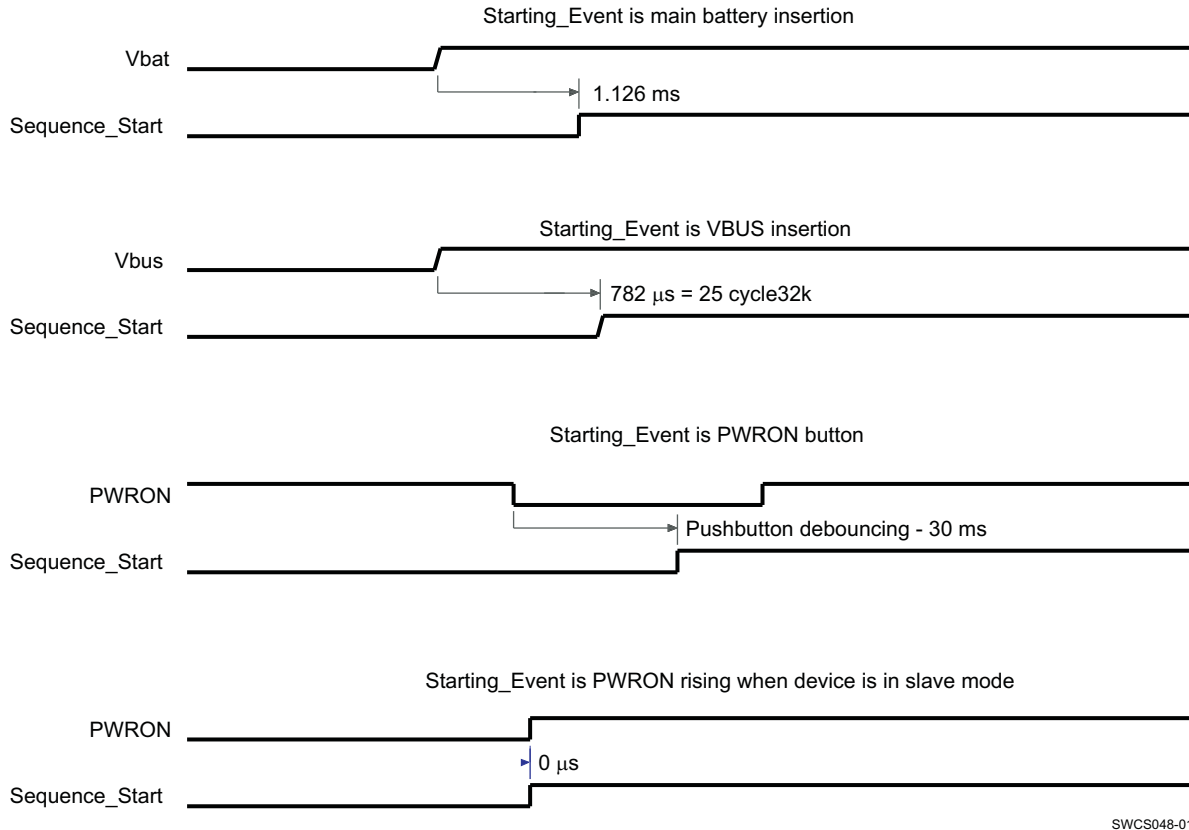 Starting_Event is main battery insertion
Vbat
1.126 ms
Sequence_Start
Starting_Event is VBUS insertion
Vbus
782 μs = 25 cycle32k
Sequence_Start
Starting_Event is PWRON button
PWRON
Pushbutton debouncing - 30 ms
Sequence_Start
Starting_Event is PWRON rising when device is in slave mode
PWRON
0 μs
Sequence_Start